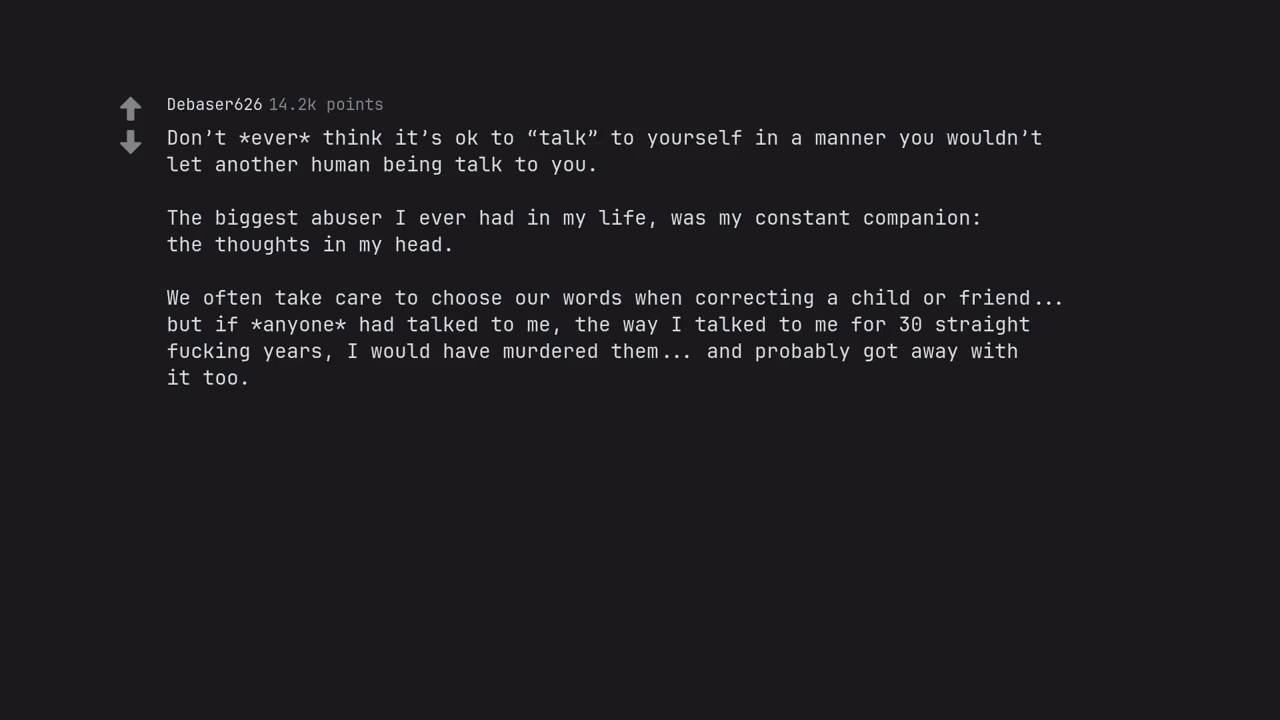 Debaser626 14.2k points
Don’t *ever* think it’s ok to “talk” to yourself in a manner you wouldn’t
let another human being talk to you.
The biggest abuser I ever had in my life, was my constant companion:
the thoughts in my head.
We often take care to choose our words when correcting a child or friend...
but if *anyone* had talked to me, the way I talked to me for 30 straight
fucking years, I would have murdered them... and probably got away with
it too.